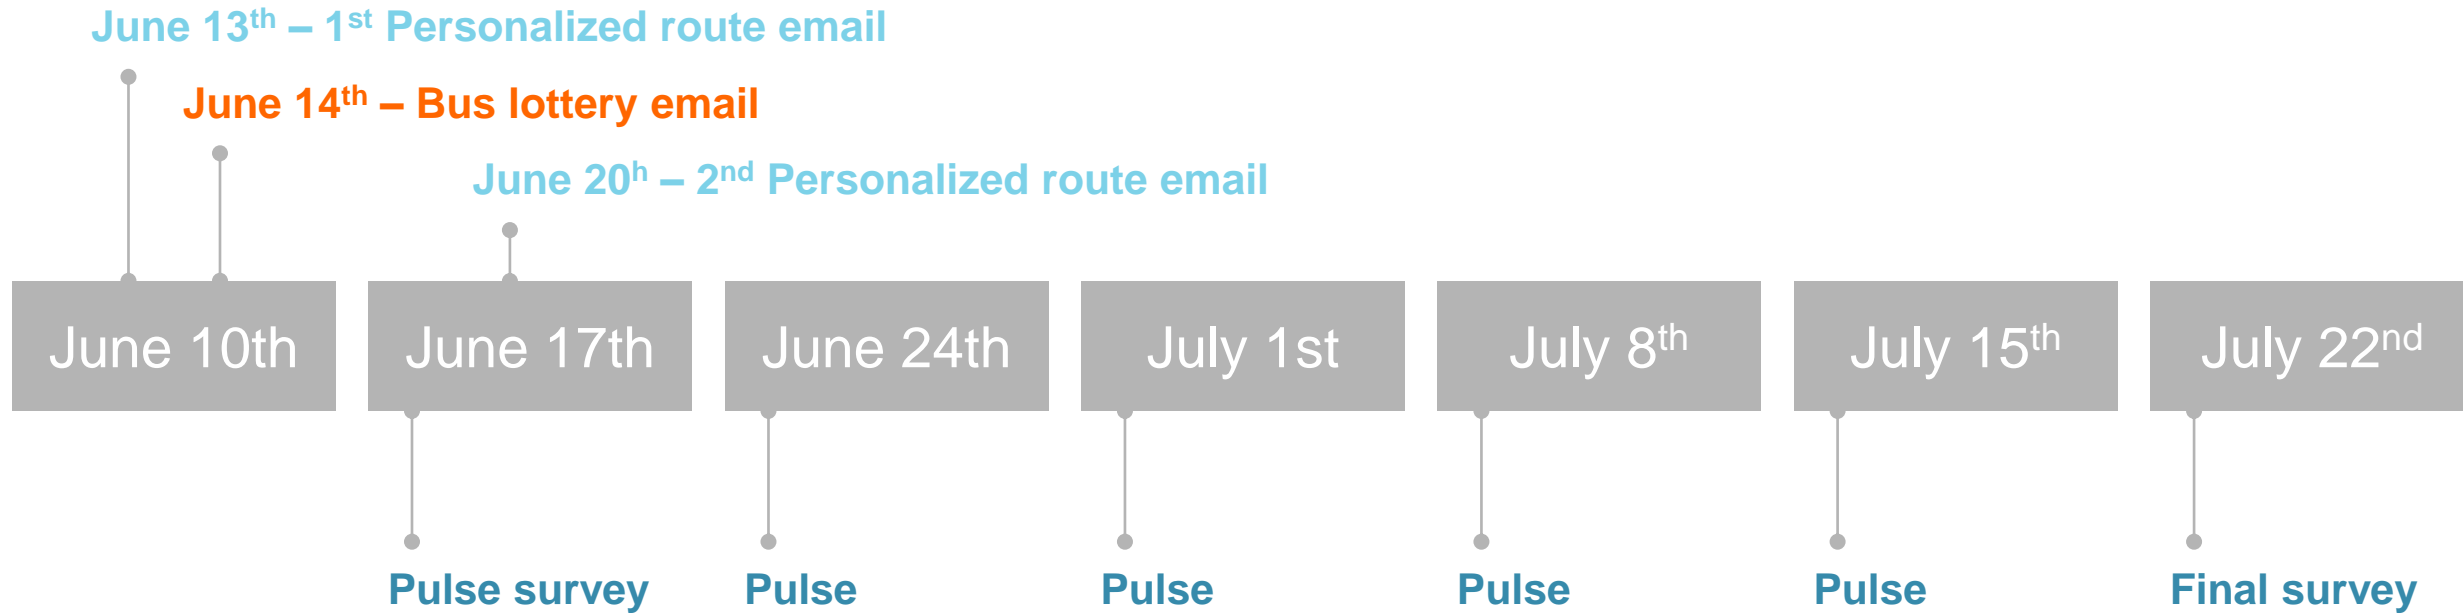 June 13th – 1st Personalized route email
June 14th – Bus lottery email
June 20h – 2nd Personalized route email
June 10th
June 17th
June 24th
July 1st
July 8th
July 15th
July 22nd
Pulse survey
Pulse
Pulse
Pulse
Pulse
Final survey